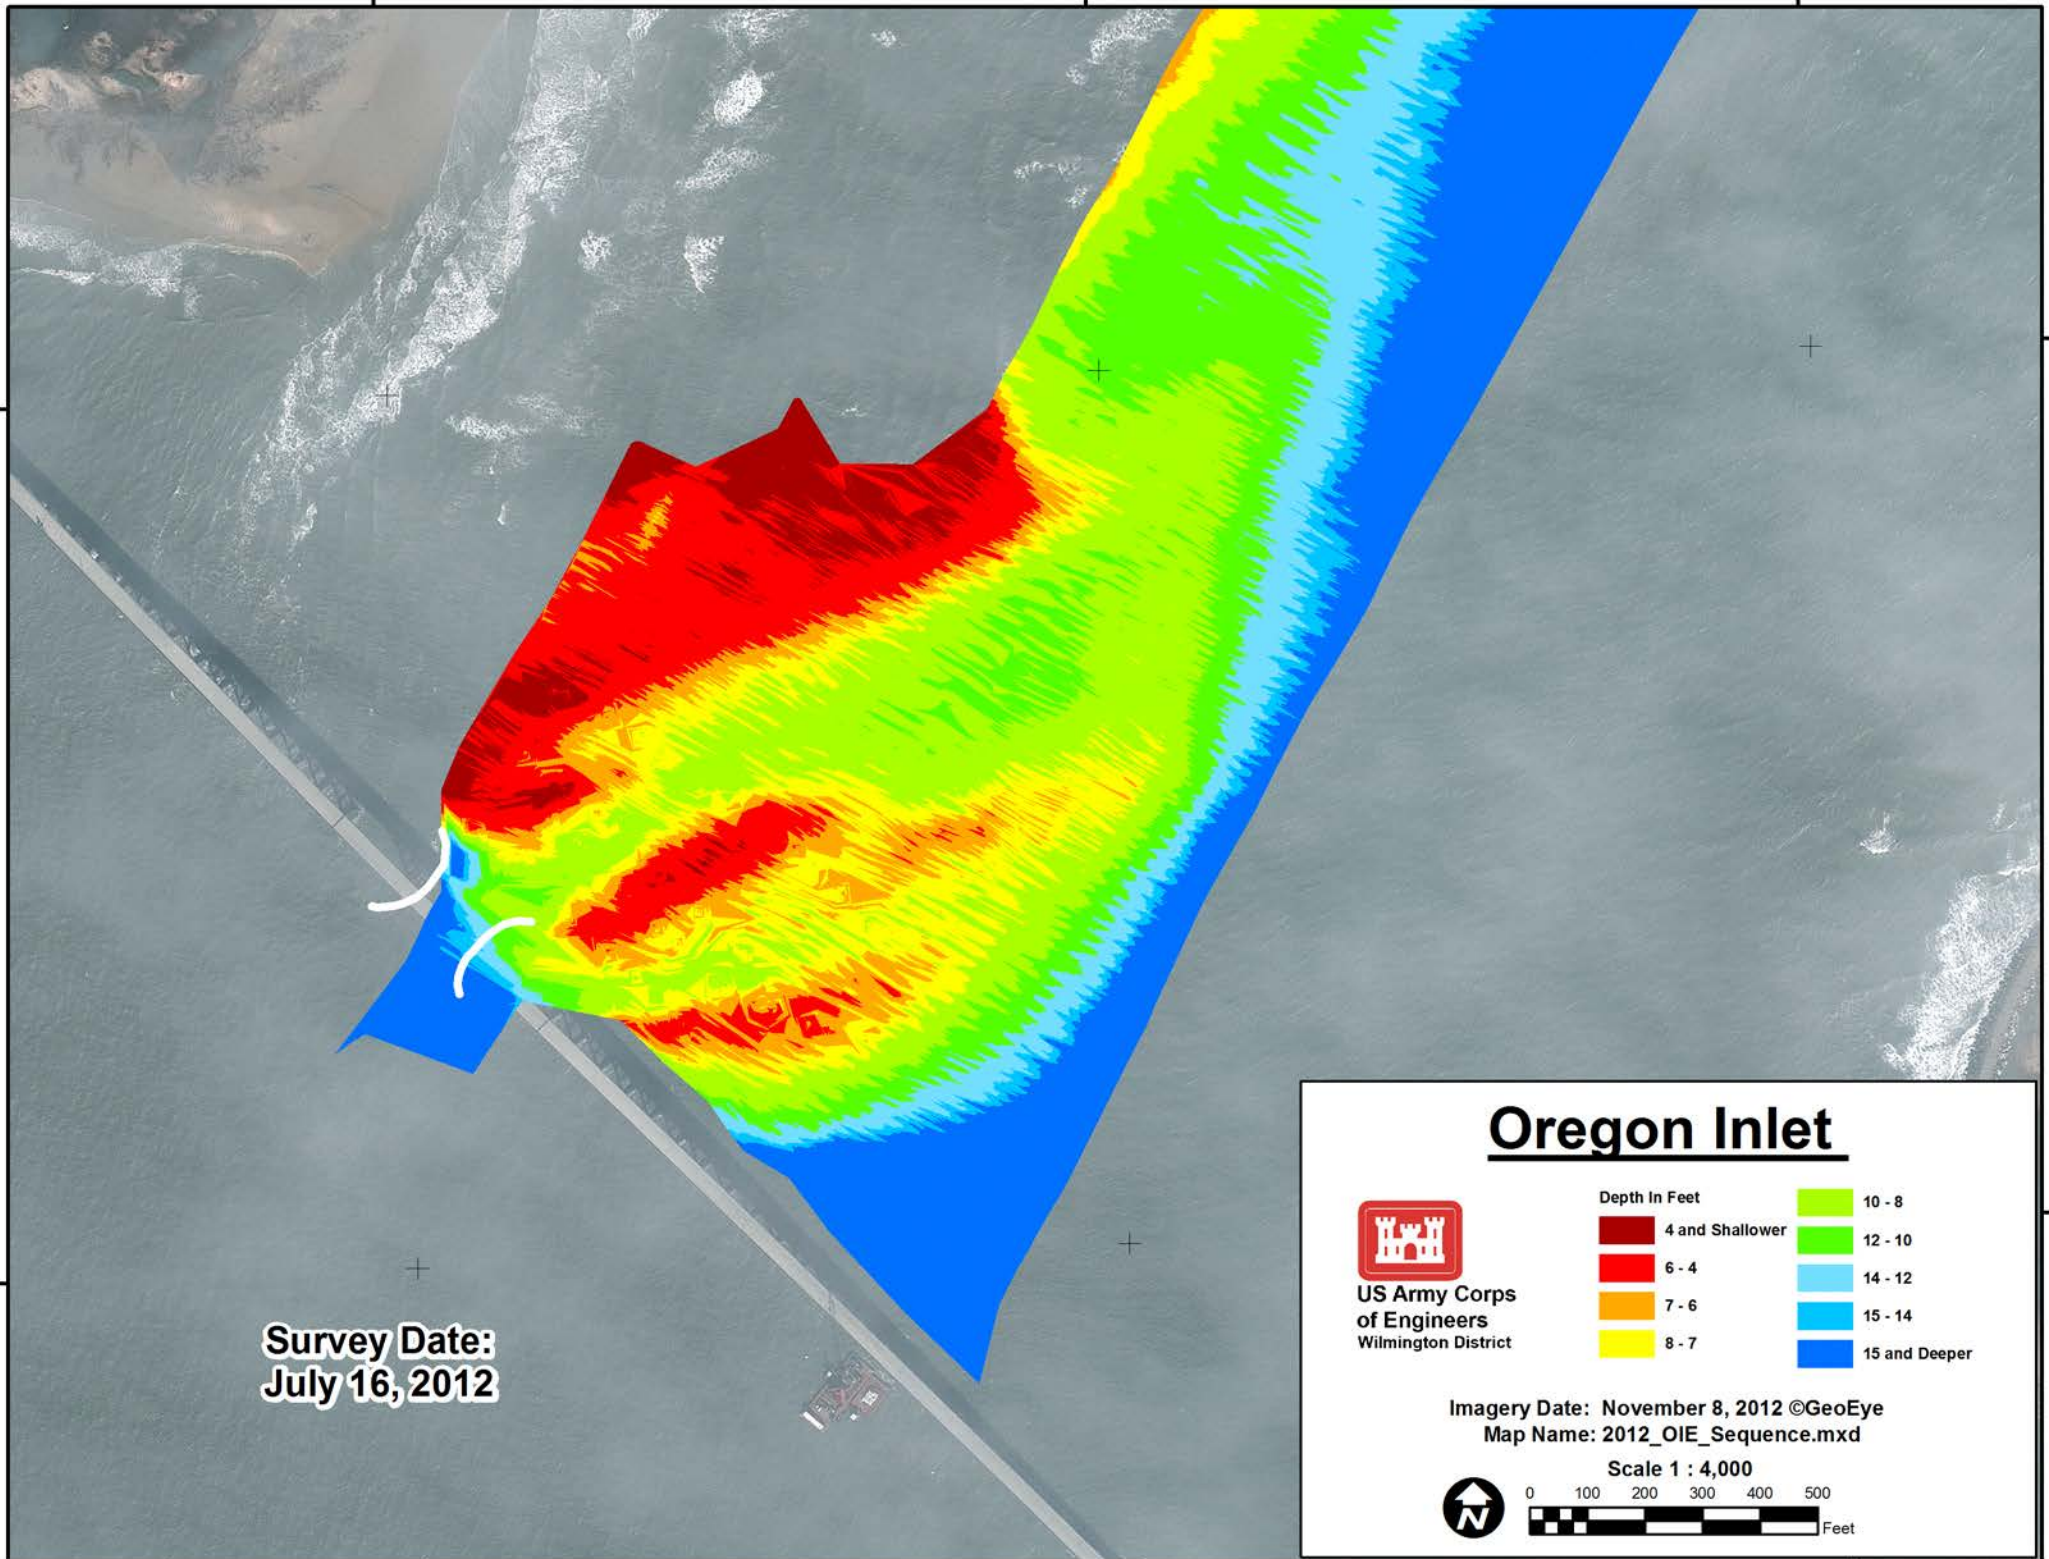 Survey Date:
July 16, 2012
Oregon Inlet
US Army Corps
of Engineers
Wilmington District
Depth In Feet
4 and Shallower
6 - 4
7 - 6
8 - 7
10 - 8
12 - 10
14 - 12
15 - 14
15 and Deeper
Imagery Date: November 8, 2012 ©GeoEye
Map Name: 2012_OIE_Sequence.mxd
Scale 1 : 4,000
N
0 100 200 300 400 500
Feet